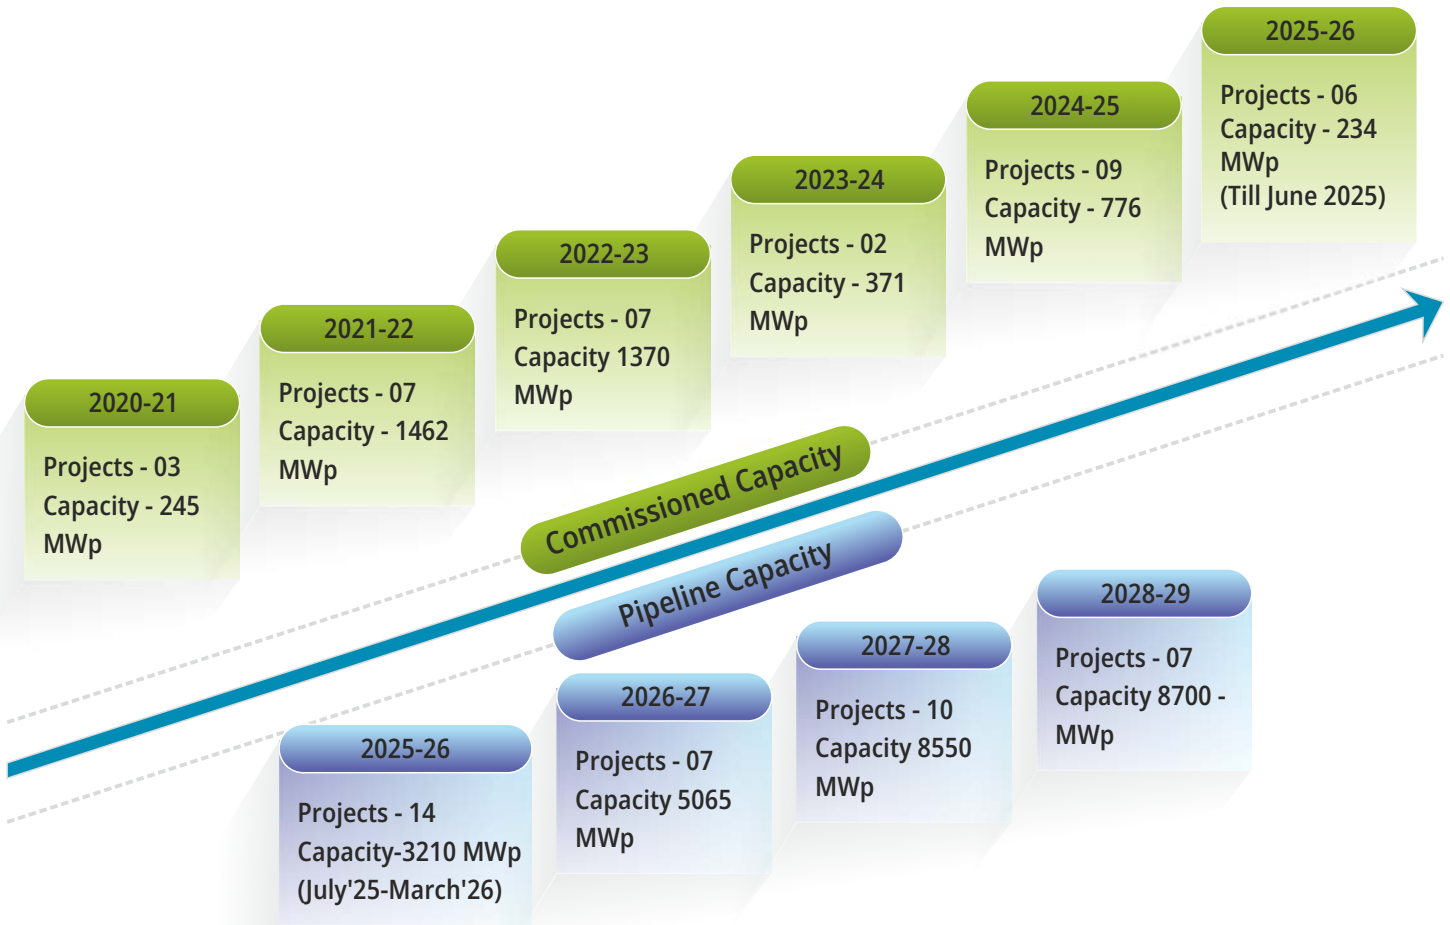 2020-21
Projects - 03
Capacity - 245
MWp
2021-22
Projects - 07
Capacity - 1462
MWp
2022-23
Projects - 07
Capacity 1370
MWp
2023-24
Projects - 02
Capacity - 371
MWp
2024-25
Projects - 09
Capacity - 776
MWp
2025-26
Projects - 06
Capacity - 234
MWp
(Till June 2025)
Commissioned Capacity
Pipeline Capacity
2025-26
Projects - 14
Capacity-3210 MWp
(July'25-March'26)
2026-27
Projects - 07
Capacity 5065
MWp
2027-28
Projects - 10
Capacity 8550
MWp
2028-29
Projects - 07
Capacity 8700 -
MWp